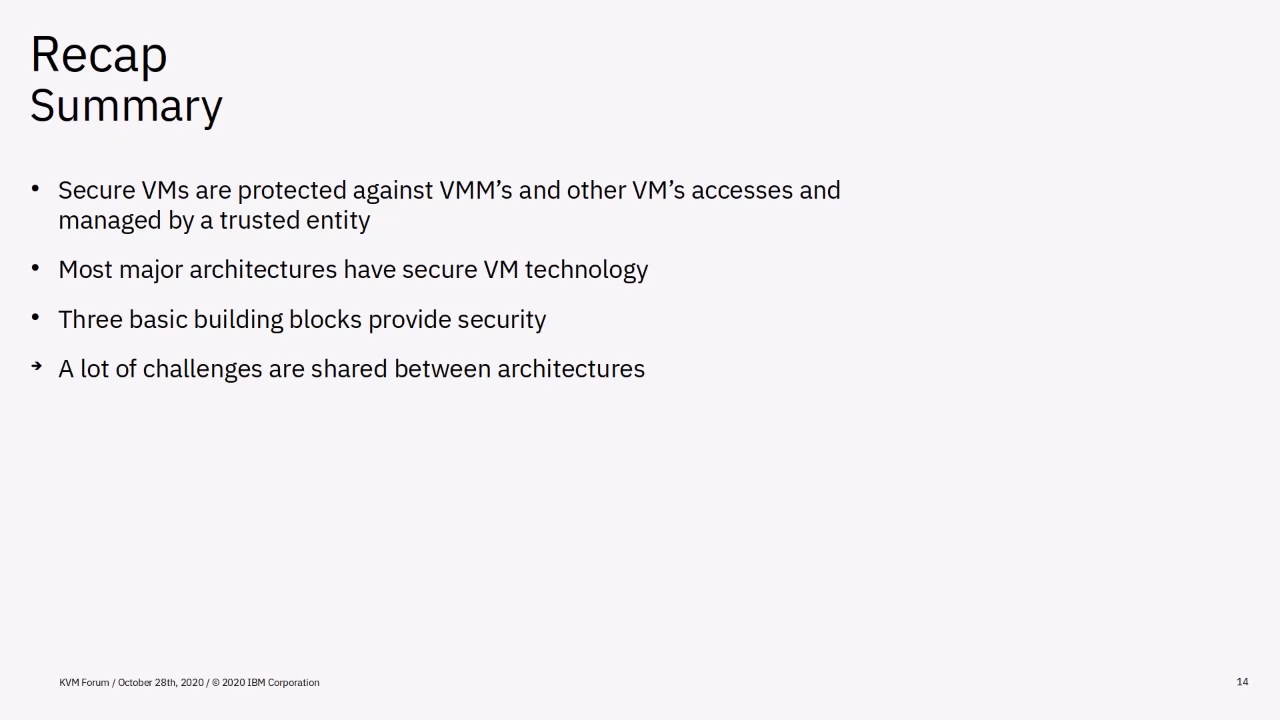 Recap
Summary
• Secure VMs are protected against VMM’s and other VM’s accesses and
managed by a trusted entity
• Most major architectures have secure VM technology
• Three basic building blocks provide security
➔ A lot of challenges are shared between architectures
KVM Forum / October 28th, 2020 / © 2020 IBM Corporation
14